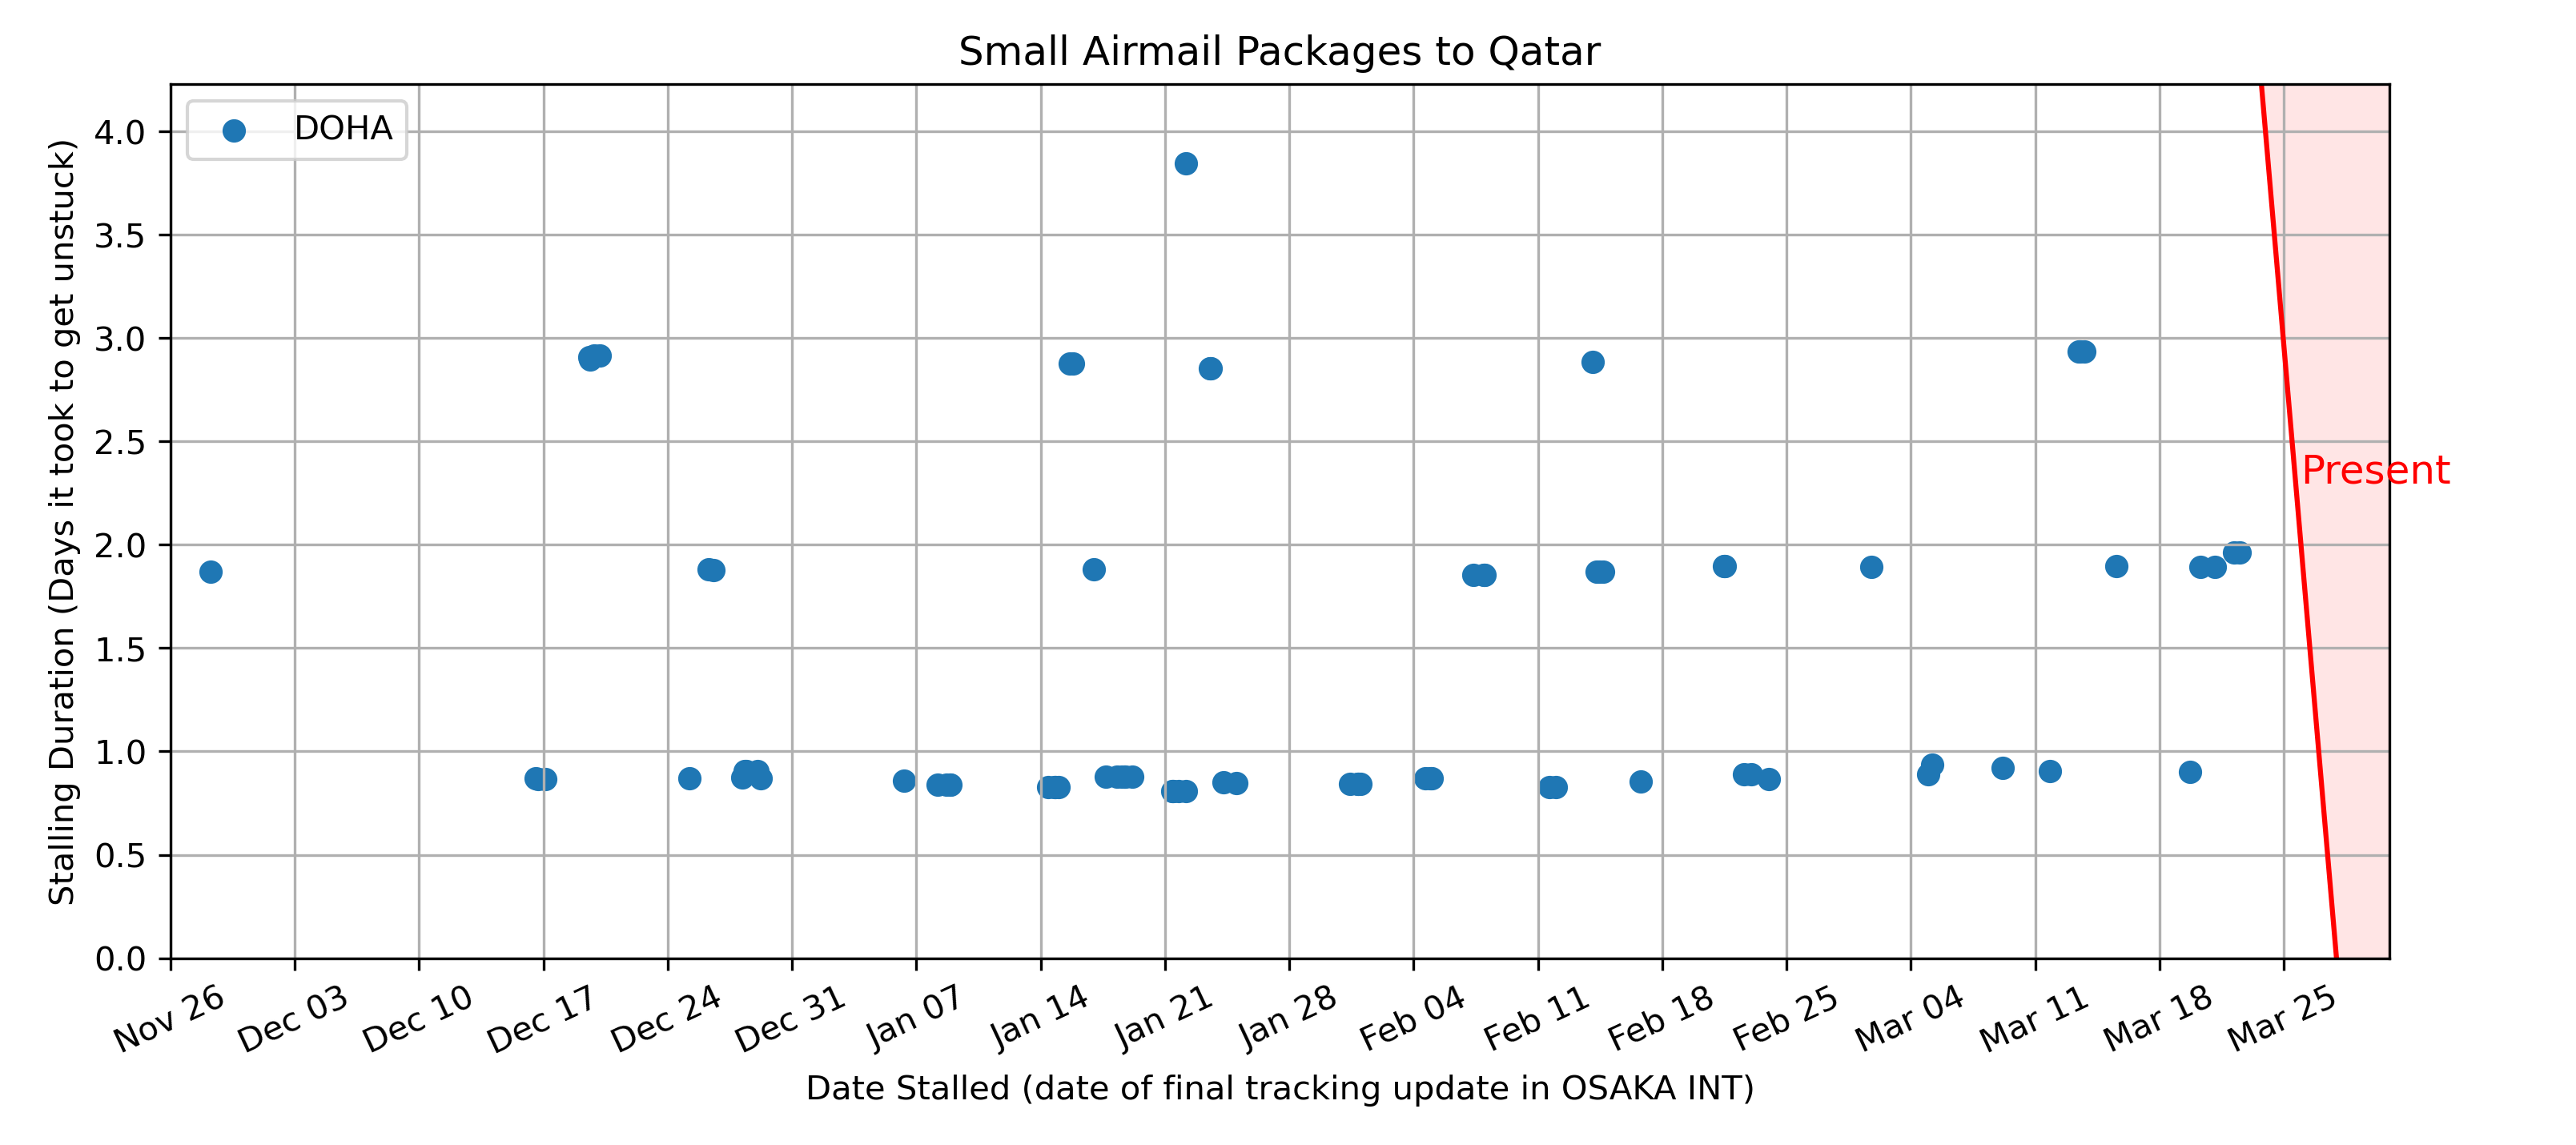 Small Airmail Packages to Qatar
DOHA
Stalling Duration (Days it took to get unstuck)
4.0
3.5
3.0
2.5
2.0
1.5
1.0
0.5
0.0
Present
Nov 26 Dec 03 Dec 10 Dec 17 Dec 24 Dec 31 Jan 07 Jan 14 Jan 21 Jan 28 Feb 04 Feb 11 Feb 18 Feb 25 Mar 04 Mar 11 Mar 18 Mar 25
Date Stalled (date of final tracking update in OSAKA INT)